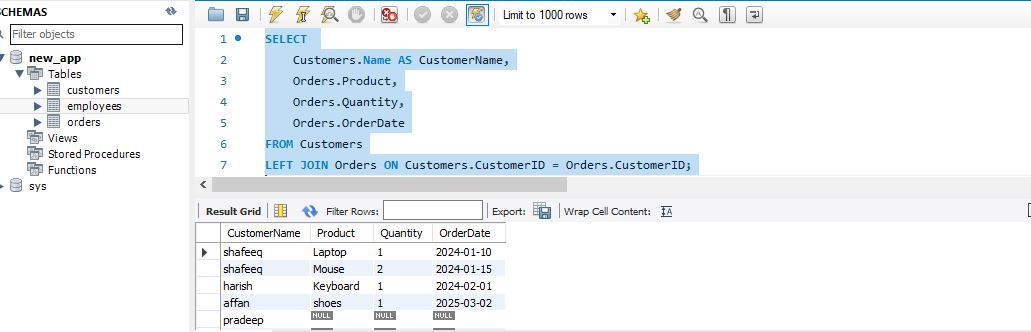 SCHEMAS
Filter objects
new_app
Tables
customers
employees
orders
Views
Stored Procedures
Functions
sys
Limit to 1000 rows
1 SELECT
2 Customers.Name AS CustomerName,
3 Orders.Product,
4 Orders.Quantity,
5 Orders.OrderDate
6 FROM Customers
7 LEFT JOIN Orders ON Customers.CustomerID = Orders.CustomerID;
Result Grid Filter Rows: Export: Wrap Cell Content:
CustomerName Product Quantity OrderDate
shafeeq Laptop 1 2024-01-10
shafeeq Mouse 2 2024-01-15
harish Keyboard 1 2024-02-01
affan shoes 1 2025-03-02
pradeep NULL NULL NULL